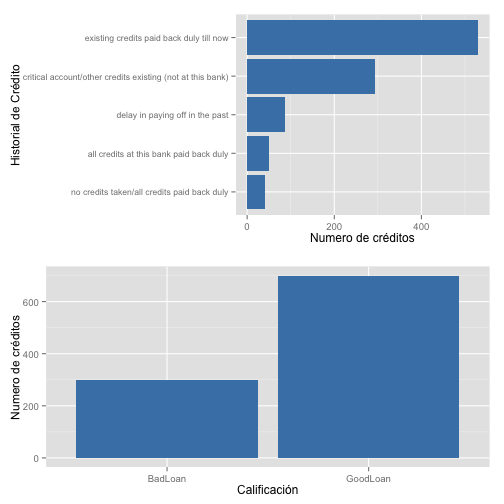 existing credits paid back duly till now
critical account/other credits existing (not at this bank)
delay in paying off in the past
all credits at this bank paid back duly
no credits taken/all credits paid back duly
Historial de Crédito
0 200 400
Numero de créditos
600
400
200
0
Numero de créditos
BadLoan GoodLoan
Calificación